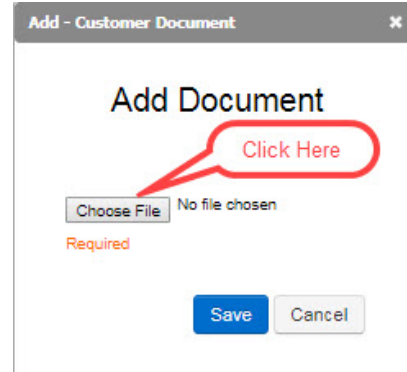 Add - Customer Document ×
Add Document
Click Here
Choose File No file chosen
Required
Save Cancel